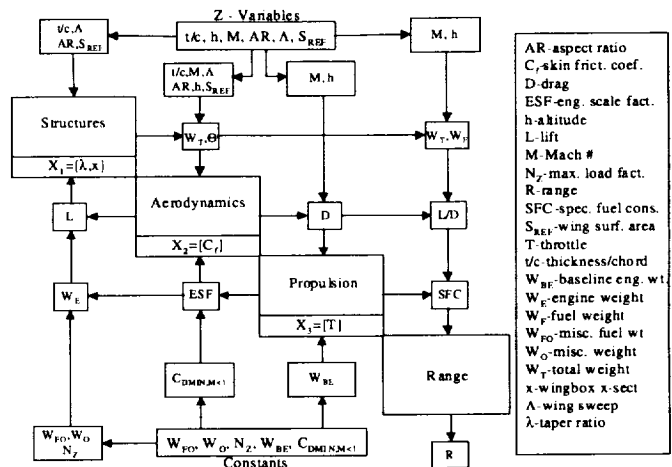 Z - Variables
t/c, h, M, AR, Λ, S_REF
t/c, Λ
AR, S_REF
M, h
t/c, M, Λ
AR, h, S_REF
M, h
Structures
W_T, Θ
W_T, W_F
X_1={λ,x}
Aerodynamics
L
D
L/D
X_2=[C_f]
Propulsion
W_E
ESF
SFC
X_3=[T]
Range
C_DMIN,M<1
W_BE
W_FO, W_O
N_Z
W_FO, W_O, N_Z, W_BE, C_DMIN,M<1
R
Constants
AR-aspect ratio
C_f-skin frict. coef.
D-drag
ESF-eng. scale fact.
h-altitude
L-lift
M-Mach #
N_Z-max. load fact.
R-range
SFC-spec. fuel cons.
S_REF-wing surf. area
T-throttle
t/c-thickness/chord
W_BE-baseline eng. wt.
W_E-engine weight
W_F-fuel weight
W_FO-misc. fuel wt
W_O-misc. weight
W_T-total weight
x-wingbox x-sect
Λ-wing sweep
λ-taper ratio